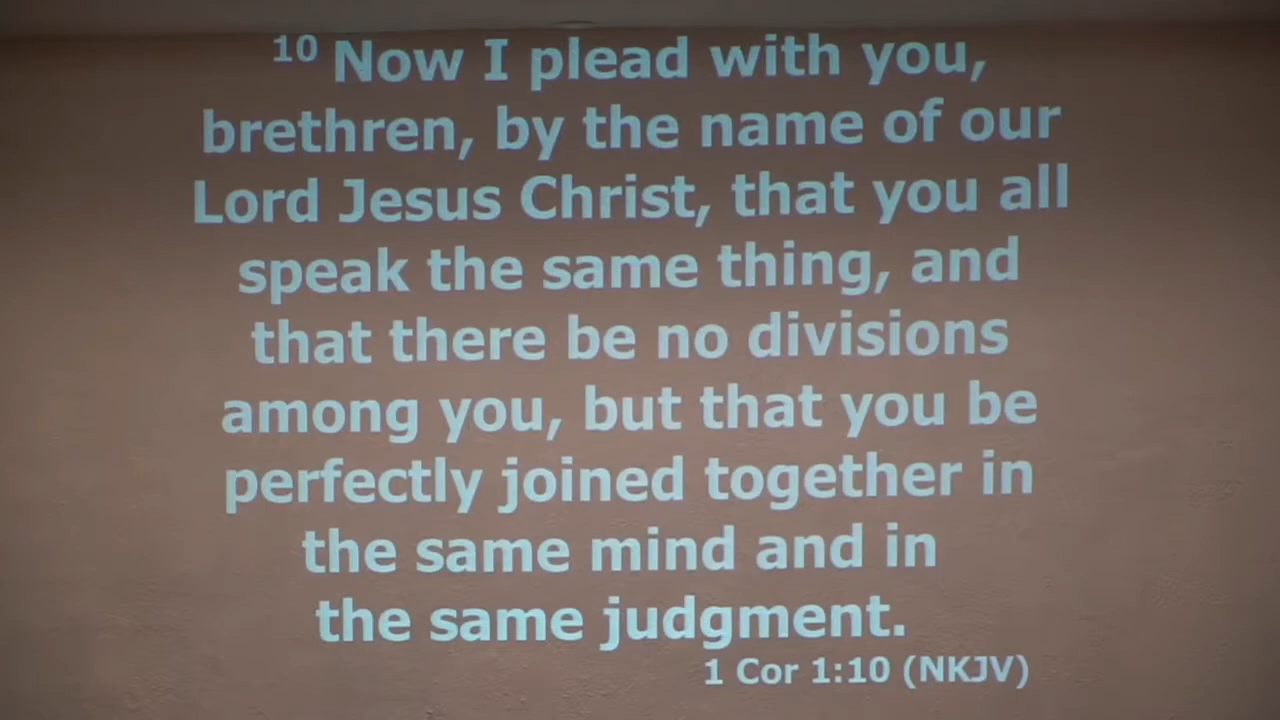 10 Now I plead with you,
brethren, by the name of our
Lord Jesus Christ, that you all
speak the same thing, and
that there be no divisions
among you, but that you be
perfectly joined together in
the same mind and in
the same judgment.
1 Cor 1:10 (NKJV)